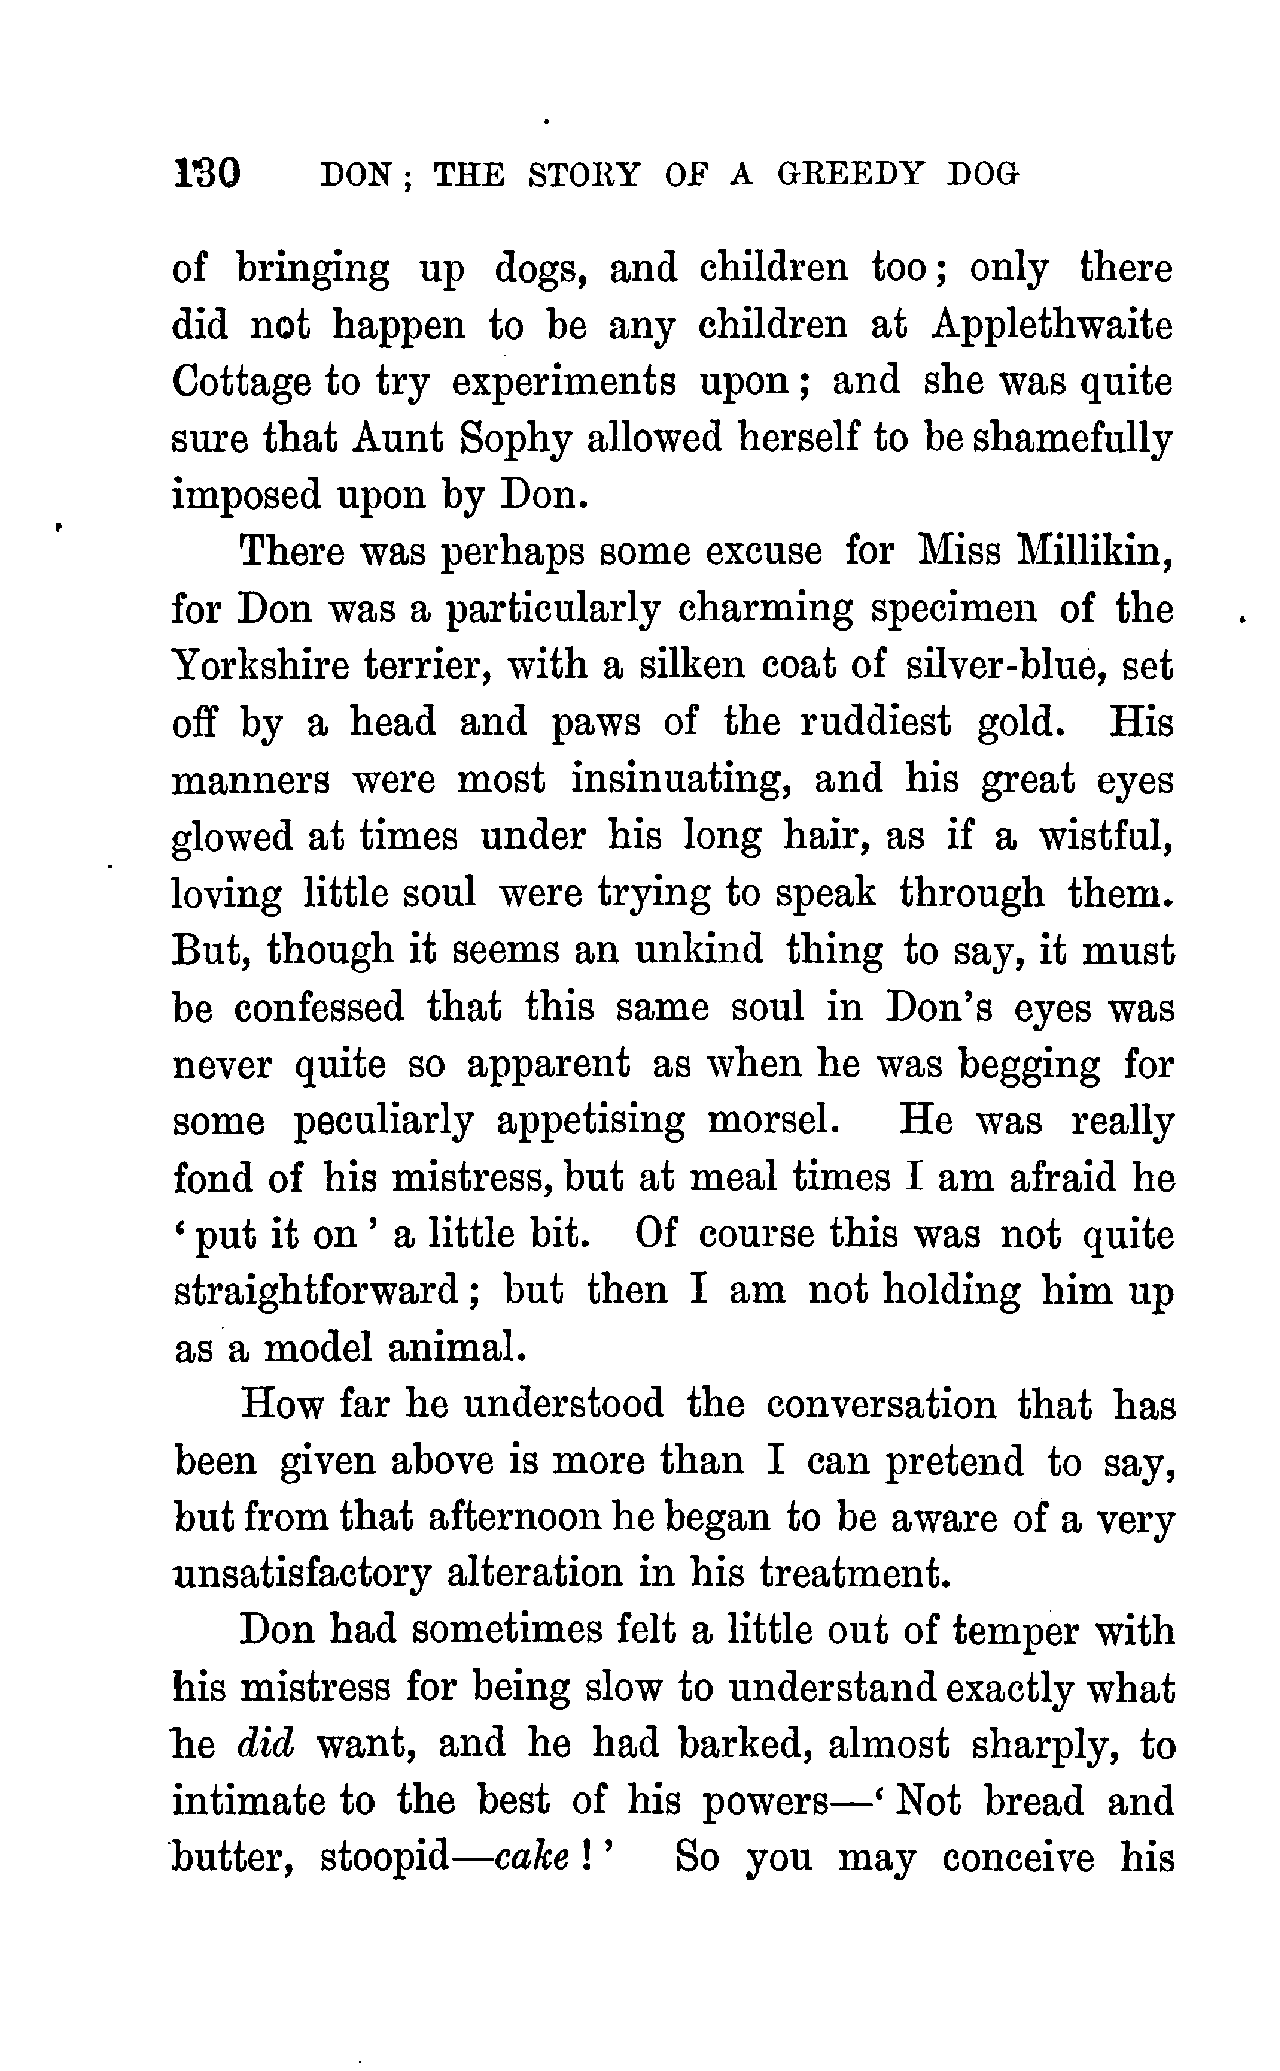 130 DON; THE STORY OF A GREEDY DOG
of bringing up dogs, and children too; only there
did not happen to be any children at Applethwaite
Cottage to try experiments upon; and she was quite
sure that Aunt Sophy allowed herself to be shamefully
imposed upon by Don.
There was perhaps some excuse for Miss Millikin,
for Don was a particularly charming specimen of the
Yorkshire terrier, with a silken coat of silver-blue, set
off by a head and paws of the ruddiest gold. His
manners were most insinuating, and his great eyes
glowed at times under his long hair, as if a wistful,
loving little soul were trying to speak through them.
But, though it seems an unkind thing to say, it must
be confessed that this same soul in Don's eyes was
never quite so apparent as when he was begging for
some peculiarly appetising morsel. He was really
fond of his mistress, but at meal times I am afraid he
‘put it on’ a little bit. Of course this was not quite
straightforward; but then I am not holding him up
as a model animal.
How far he understood the conversation that has
been given above is more than I can pretend to say,
but from that afternoon he began to be aware of a very
unsatisfactory alteration in his treatment.
Don had sometimes felt a little out of temper with
his mistress for being slow to understand exactly what
he did want, and he had barked, almost sharply, to
intimate to the best of his powers—‘Not bread and
butter, stoopid—cake!’ So you may conceive his